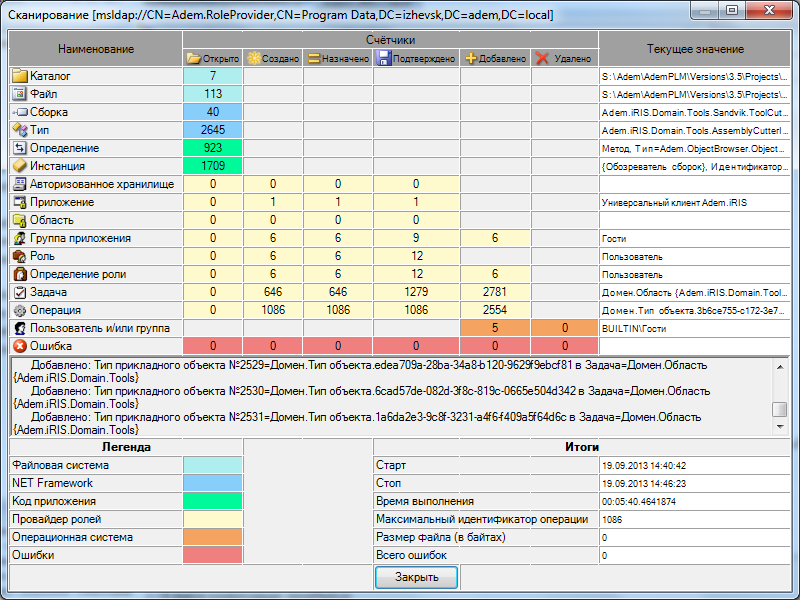 Сканирование [msldap://CN=Adem.RoleProvider,CN=Program Data,DC=izhevsk,DC=adem,DC=local]
Наименование Счётчики Текущее значение
Открыто Создано Назначено Подтверждено Добавлено Удалено
Каталог 7 S:\Adem\AdemPLM\Versions\3.5\Projects\...
Файл 113 S:\Adem\AdemPLM\Versions\3.5\Projects\...
Сборка 40 Adem.iRIS.Domain.Tools.Sandvik.ToolCut...
Тип 2645 Adem.iRIS.Domain.Tools.AssemblyCutterI...
Определение 923 Метод, Тип=Adem.ObjectBrowser.Object...
Инстанция 1709 {Обозреватель сборок}, Идентификатор...
Авторизованное хранилище 0 0 0 0
Приложение 0 1 1 1 Универсальный клиент Adem.iRIS
Область 0 0 0 0
Группа приложения 0 6 6 9 6 Гости
Роль 0 6 6 12 Пользователь
Определение роли 0 6 6 12 6 Пользователь
Задача 0 646 646 1279 2781 Домен.Область {Adem.iRIS.Domain.Tool...
Операция 0 1086 1086 1086 2554 Домен.Тип объекта.3b6ce755-c172-3e7...
Пользователь и/или группа 5 0 BUILTIN\Гости
Ошибка 0 0 0 0 0 0
Добавлено: Тип прикладного объекта №2529=Домен.Тип объекта.edea709a-28ba-34a8-b120-9629f9ebcf81 в Задача=Домен.Область
{Adem.iRIS.Domain.Tools}
Добавлено: Тип прикладного объекта №2530=Домен.Тип объекта.6cad57de-082d-3f8c-819c-0665e504d342 в Задача=Домен.Область
{Adem.iRIS.Domain.Tools}
Добавлено: Тип прикладного объекта №2531=Домен.Тип объекта.1a6da2e3-9c8f-3231-a4f6-f409a5f64d6c в Задача=Домен.Область
{Adem.iRIS.Domain.Tools}
Легенда Итоги
Файловая система Старт 19.09.2013 14:40:42
NET Framework Стоп 19.09.2013 14:46:23
Код приложения Время выполнения 00:05:40.4641874
Провайдер ролей Максимальный идентификатор операции 1086
Операционная система Размер файла (в байтах) 0
Ошибки Всего ошибок 0
Закрыть